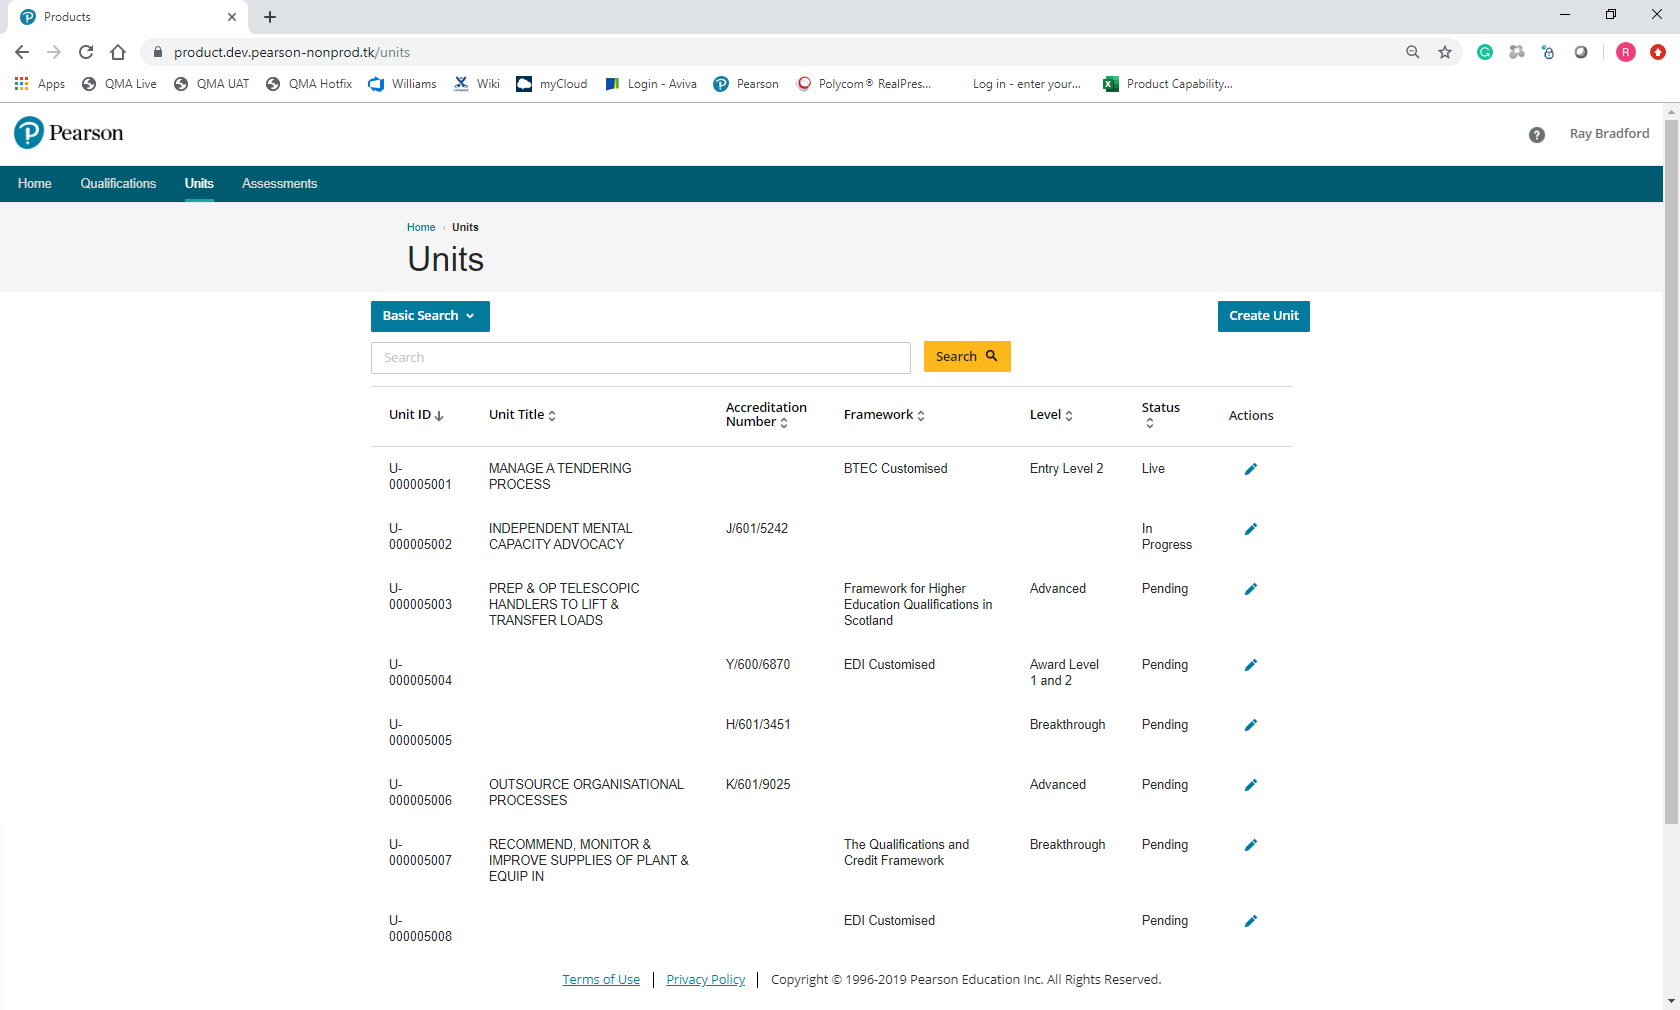 Products
product.dev.pearson-nonprod.tk/units
R
Apps QMA Live QMA UAT QMA Hotfix Williams Wiki myCloud Login - Aviva Pearson Polycom® RealPres... Log in - enter your... Product Capability...
Pearson
? Ray Bradford
Home Qualifications Units Assessments
Home › Units
Units
Basic Search
Create Unit
Search
Search
Unit ID Unit Title Accreditation Number Framework Level Status Actions
U-000005001 MANAGE A TENDERING PROCESS BTEC Customised Entry Level 2 Live
U-000005002 INDEPENDENT MENTAL CAPACITY ADVOCACY J/601/5242 In Progress
U-000005003 PREP & OP TELESCOPIC HANDLERS TO LIFT & TRANSFER LOADS Framework for Higher Education Qualifications in Scotland Advanced Pending
U-000005004 Y/600/6870 EDI Customised Award Level 1 and 2 Pending
U-000005005 H/601/3451 Breakthrough Pending
U-000005006 OUTSOURCE ORGANISATIONAL PROCESSES K/601/9025 Advanced Pending
U-000005007 RECOMMEND, MONITOR & IMPROVE SUPPLIES OF PLANT & EQUIP IN The Qualifications and Credit Framework Breakthrough Pending
U-000005008 EDI Customised Pending
Terms of Use | Privacy Policy | Copyright © 1996-2019 Pearson Education Inc. All Rights Reserved.